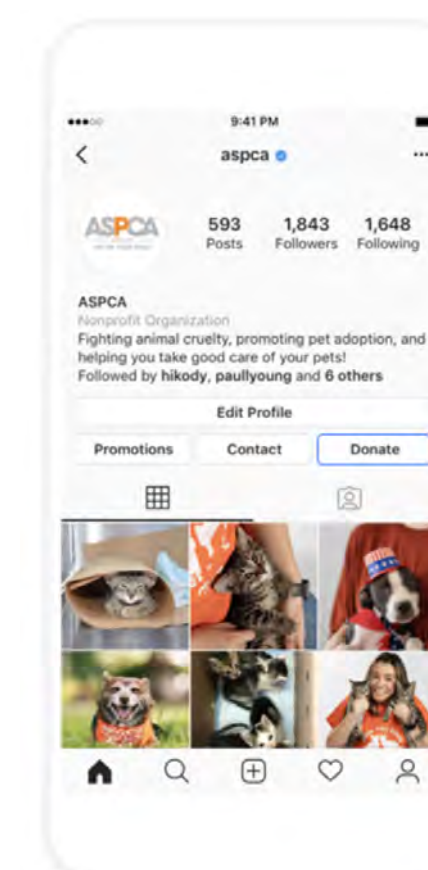 9:41 PM
aspca
ASPCA
593 1,843 1,648
Posts Followers Following
ASPCA
Nonprofit Organization
Fighting animal cruelty, promoting pet adoption, and
helping you take good care of your pets!
Followed by hikody, paullyoung and 6 others
Edit Profile
Promotions Contact Donate